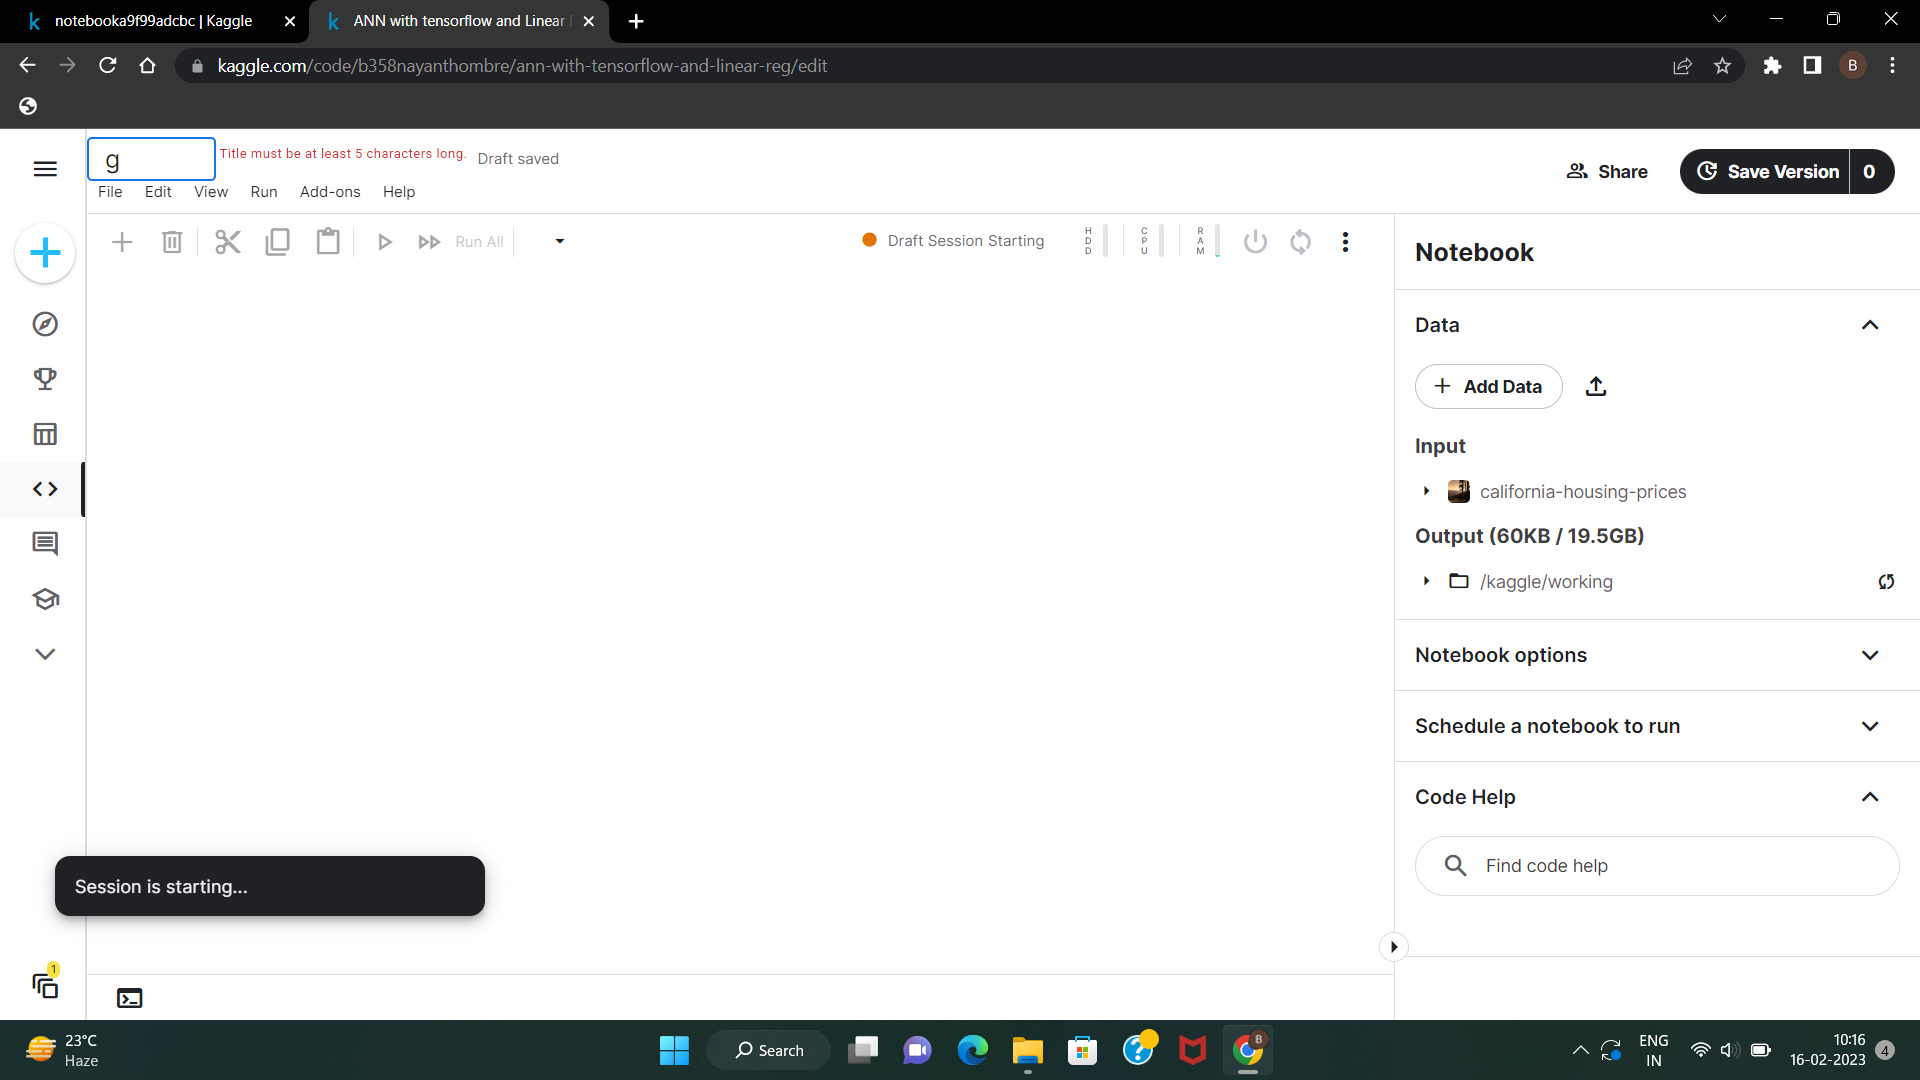 notebooka9f99adcbc | Kaggle
ANN with tensorflow and Linear
kaggle.com/code/b358nayanthombre/ann-with-tensorflow-and-linear-reg/edit
B
g
Title must be at least 5 characters long.
Draft saved
File Edit View Run Add-ons Help
Share
Save Version 0
Run All
Draft Session Starting
HDD
CPU
RAM
Notebook
Data
Add Data
Input
california-housing-prices
Output (60KB / 19.5GB)
/kaggle/working
Notebook options
Schedule a notebook to run
Code Help
Find code help
Session is starting...
1
23°C
Haze
Search
B
ENG
IN
10:16
16-02-2023
4